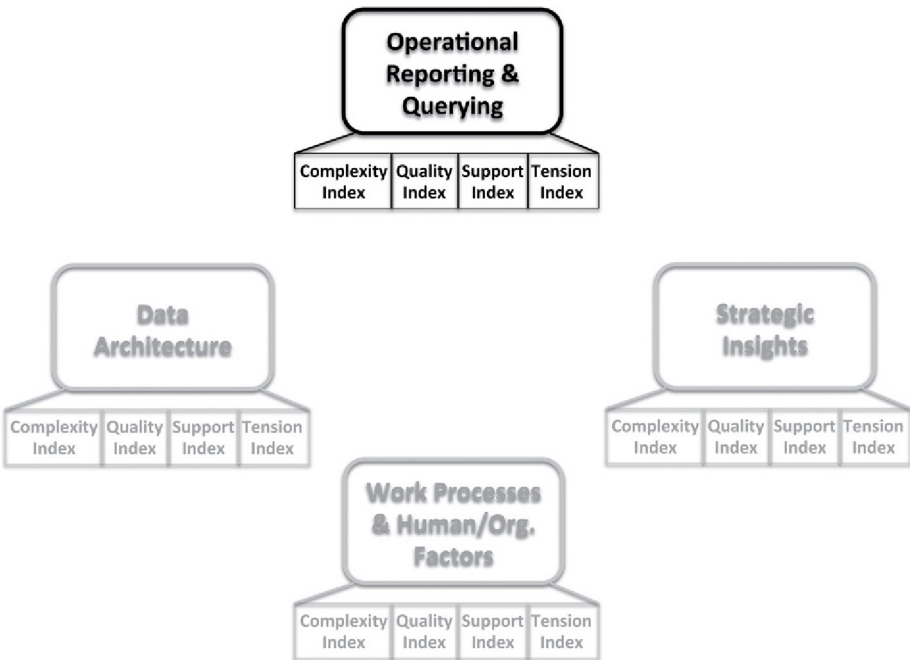 Operational
Reporting &
Querying
Complexity Index
Quality Index
Support Index
Tension Index
Data
Architecture
Complexity Index
Quality Index
Support Index
Tension Index
Strategic
Insights
Complexity Index
Quality Index
Support Index
Tension Index
Work Processes
& Human/Org.
Factors
Complexity Index
Quality Index
Support Index
Tension Index